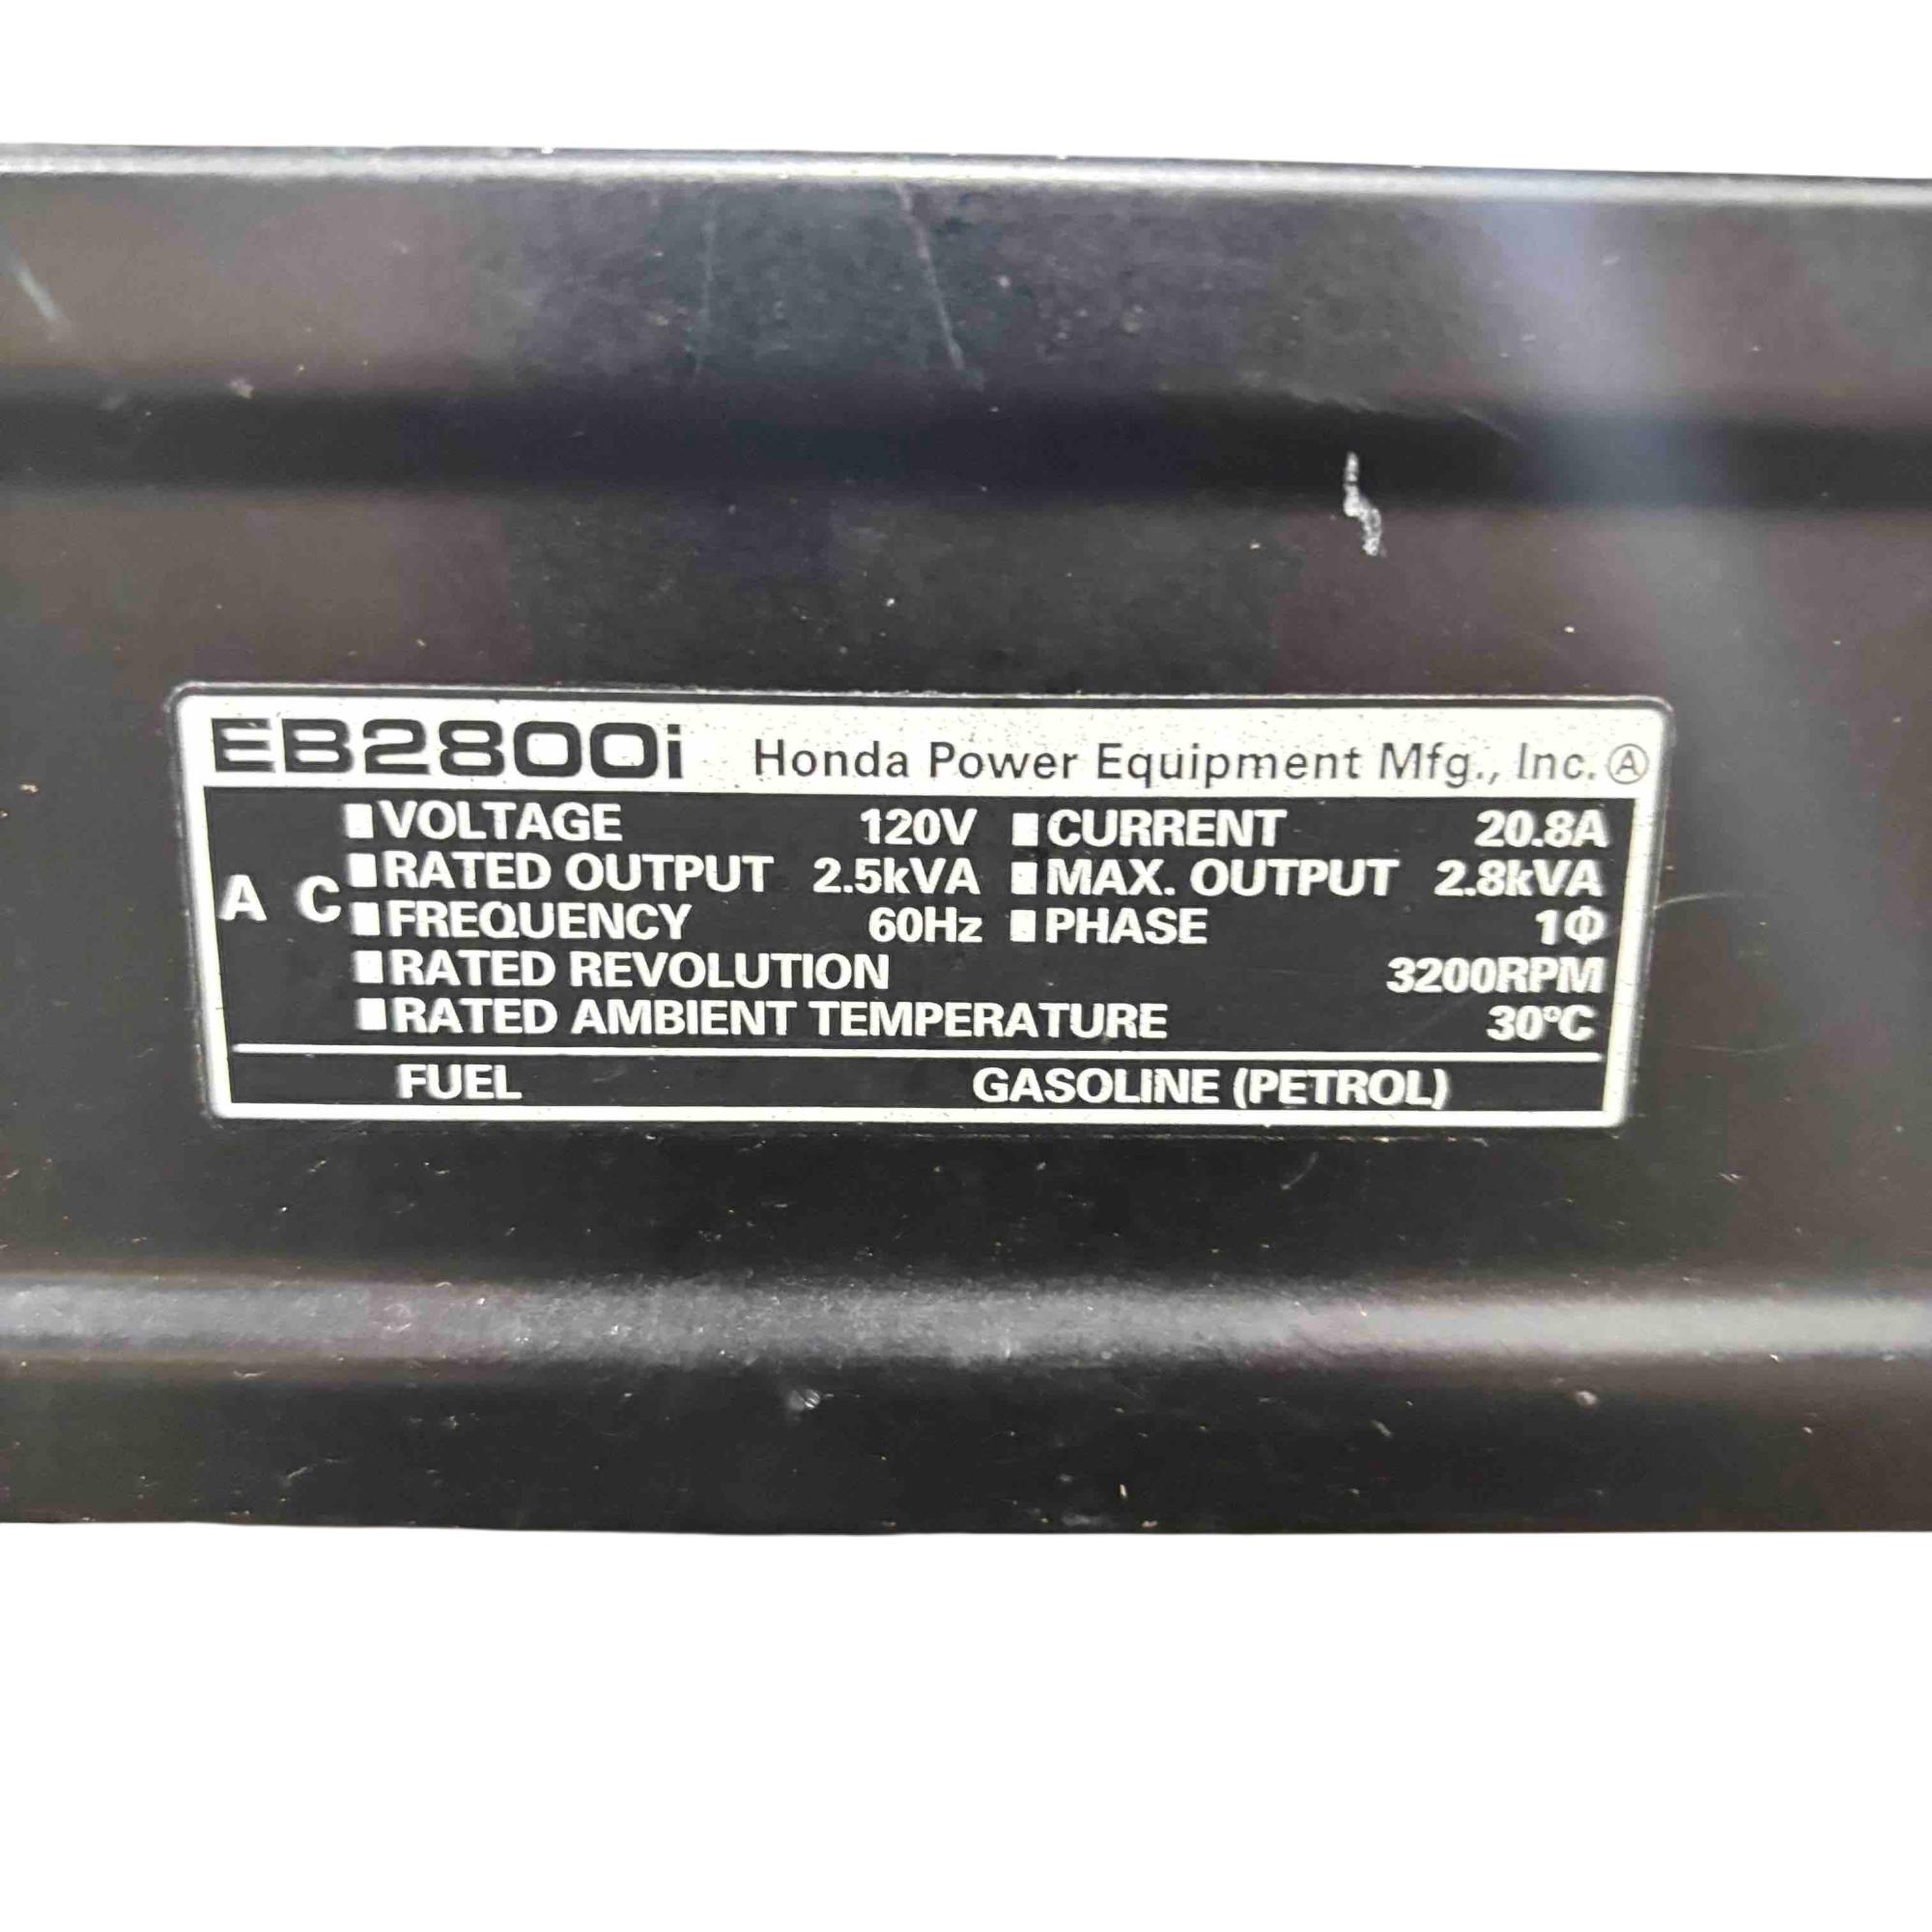 EB2800i Honda Power Equipment Mfg., Inc. Ⓐ
AC
■VOLTAGE 120V ■CURRENT 20.8A
■RATED OUTPUT 2.5kVA ■MAX. OUTPUT 2.8kVA
■FREQUENCY 60Hz ■PHASE 1Φ
■RATED REVOLUTION 3200RPM
■RATED AMBIENT TEMPERATURE 30°C
FUEL GASOLINE (PETROL)